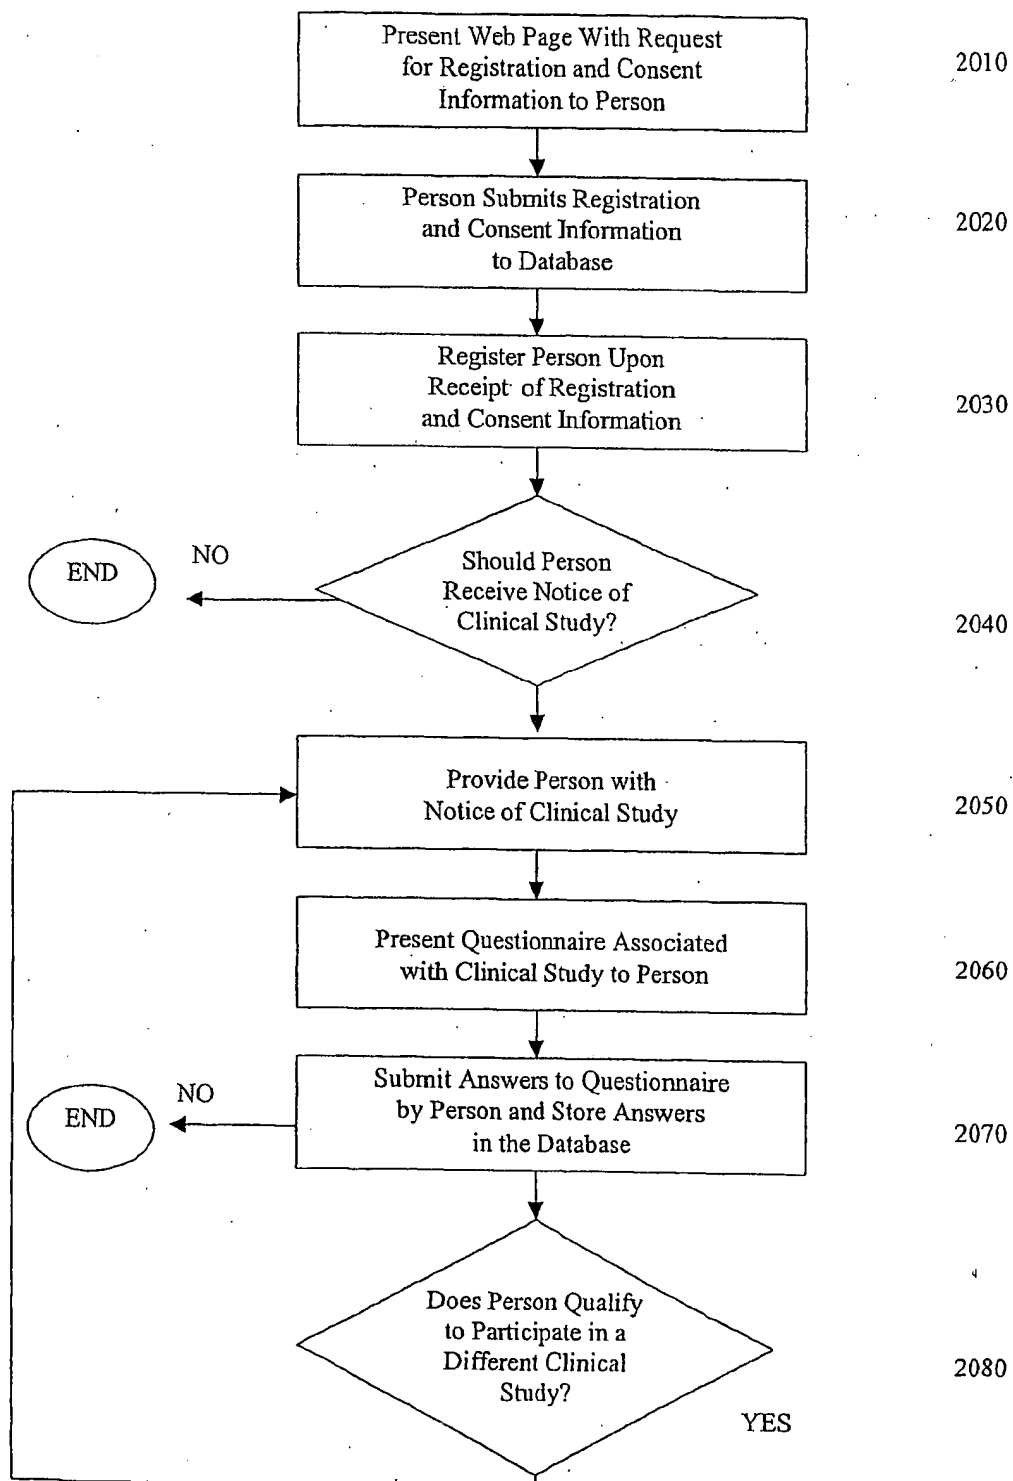 Present Web Page With Request
for Registration and Consent
Information to Person
2010
Person Submits Registration
and Consent Information
to Database
2020
Register Person Upon
Receipt of Registration
and Consent Information
2030
Should Person
Receive Notice of
Clinical Study?
2040
NO
END
Provide Person with
Notice of Clinical Study
2050
Present Questionnaire Associated
with Clinical Study to Person
2060
Submit Answers to Questionnaire
by Person and Store Answers
in the Database
2070
NO
END
Does Person Qualify
to Participate in a
Different Clinical
Study?
2080
YES